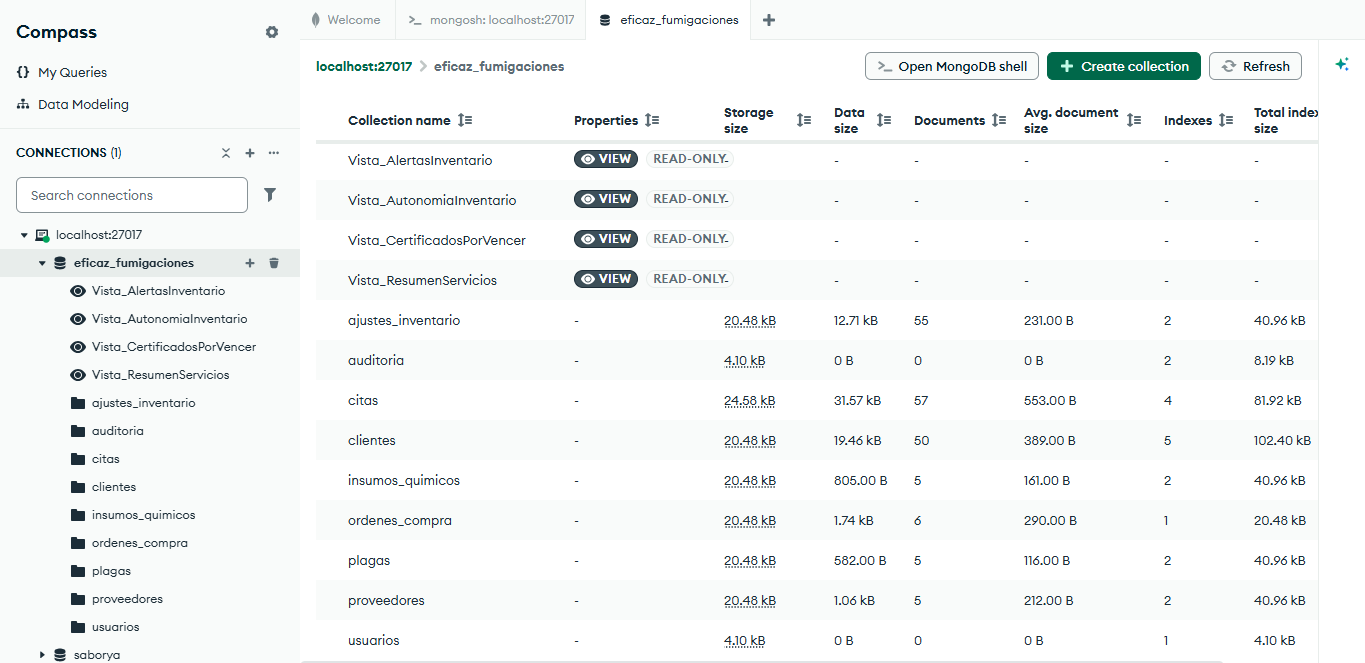 Compass
My Queries
Data Modeling
CONNECTIONS (1)
Search connections
localhost:27017
eficaz_fumigaciones
Vista_AlertasInventario
Vista_AutonomiaInventario
Vista_CertificadosPorVencer
Vista_ResumenServicios
ajustes_inventario
auditoria
citas
clientes
insumos_quimicos
ordenes_compra
plagas
proveedores
usuarios
saborya
Welcome
mongosh: localhost:27017
eficaz_fumigaciones
localhost:27017 > eficaz_fumigaciones
Open MongoDB shell
Create collection
Refresh
Collection name Properties Storage size Data size Documents Avg. document size Indexes Total index size
Vista_AlertasInventario VIEW READ-ONLY - - - - - -
Vista_AutonomiaInventario VIEW READ-ONLY - - - - - -
Vista_CertificadosPorVencer VIEW READ-ONLY - - - - - -
Vista_ResumenServicios VIEW READ-ONLY - - - - - -
ajustes_inventario - 20.48 kB 12.71 kB 55 231.00 B 2 40.96 kB
auditoria - 4.10 kB 0 B 0 0 B 2 8.19 kB
citas - 24.58 kB 31.57 kB 57 553.00 B 4 81.92 kB
clientes - 20.48 kB 19.46 kB 50 389.00 B 5 102.40 kB
insumos_quimicos - 20.48 kB 805.00 B 5 161.00 B 2 40.96 kB
ordenes_compra - 20.48 kB 1.74 kB 6 290.00 B 1 20.48 kB
plagas - 20.48 kB 582.00 B 5 116.00 B 2 40.96 kB
proveedores - 20.48 kB 1.06 kB 5 212.00 B 2 40.96 kB
usuarios - 4.10 kB 0 B 0 0 B 1 4.10 kB